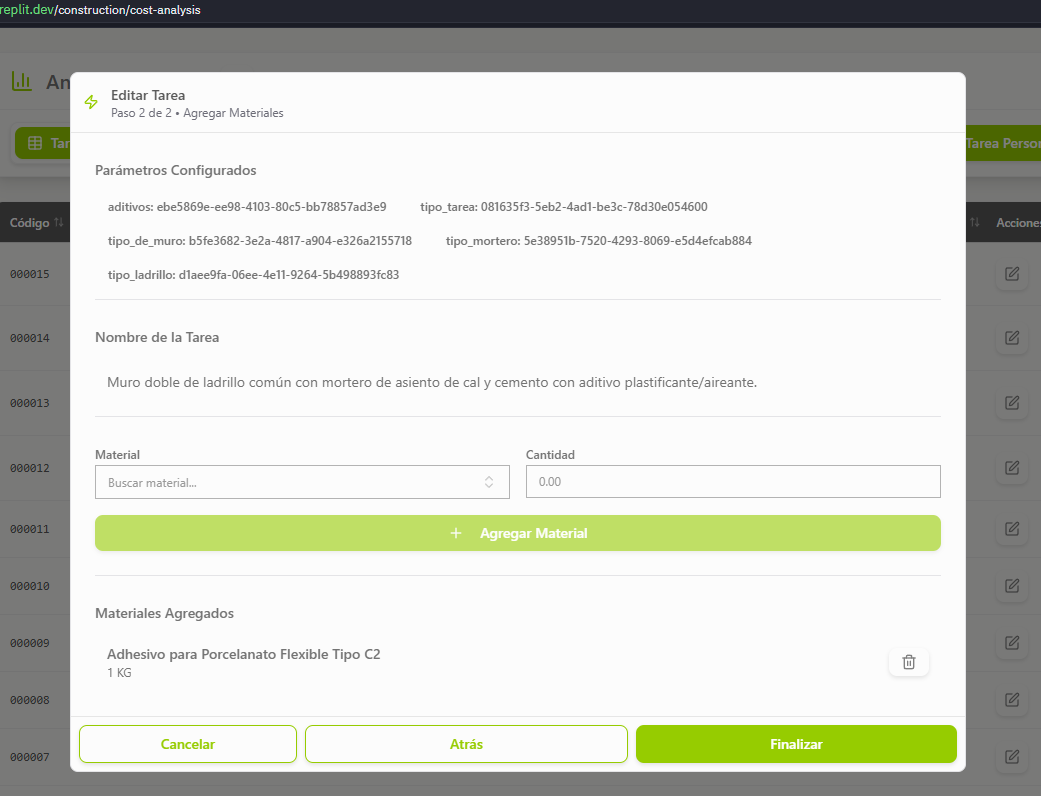 replit.dev/construction/cost-analysis
An
Editar Tarea
Paso 2 de 2 • Agregar Materiales
Tar
Tarea Person
Parámetros Configurados
aditivos: ebe5869e-ee98-4103-80c5-bb78857ad3e9 tipo_tarea: 081635f3-5eb2-4ad1-be3c-78d30e054600
Código Acciones
tipo_de_muro: b5fe3682-3e2a-4817-a904-e326a2155718 tipo_mortero: 5e38951b-7520-4293-8069-e5d4efcab884
000015
tipo_ladrillo: d1aee9fa-06ee-4e11-9264-5b498893fc83
Nombre de la Tarea
000014
Muro doble de ladrillo común con mortero de asiento de cal y cemento con aditivo plastificante/aireante.
000013
Material Cantidad
000012
Buscar material... 0.00
000011
+ Agregar Material
000010
Materiales Agregados
000009
Adhesivo para Porcelanato Flexible Tipo C2
1 KG
000008
Cancelar Atrás Finalizar
000007